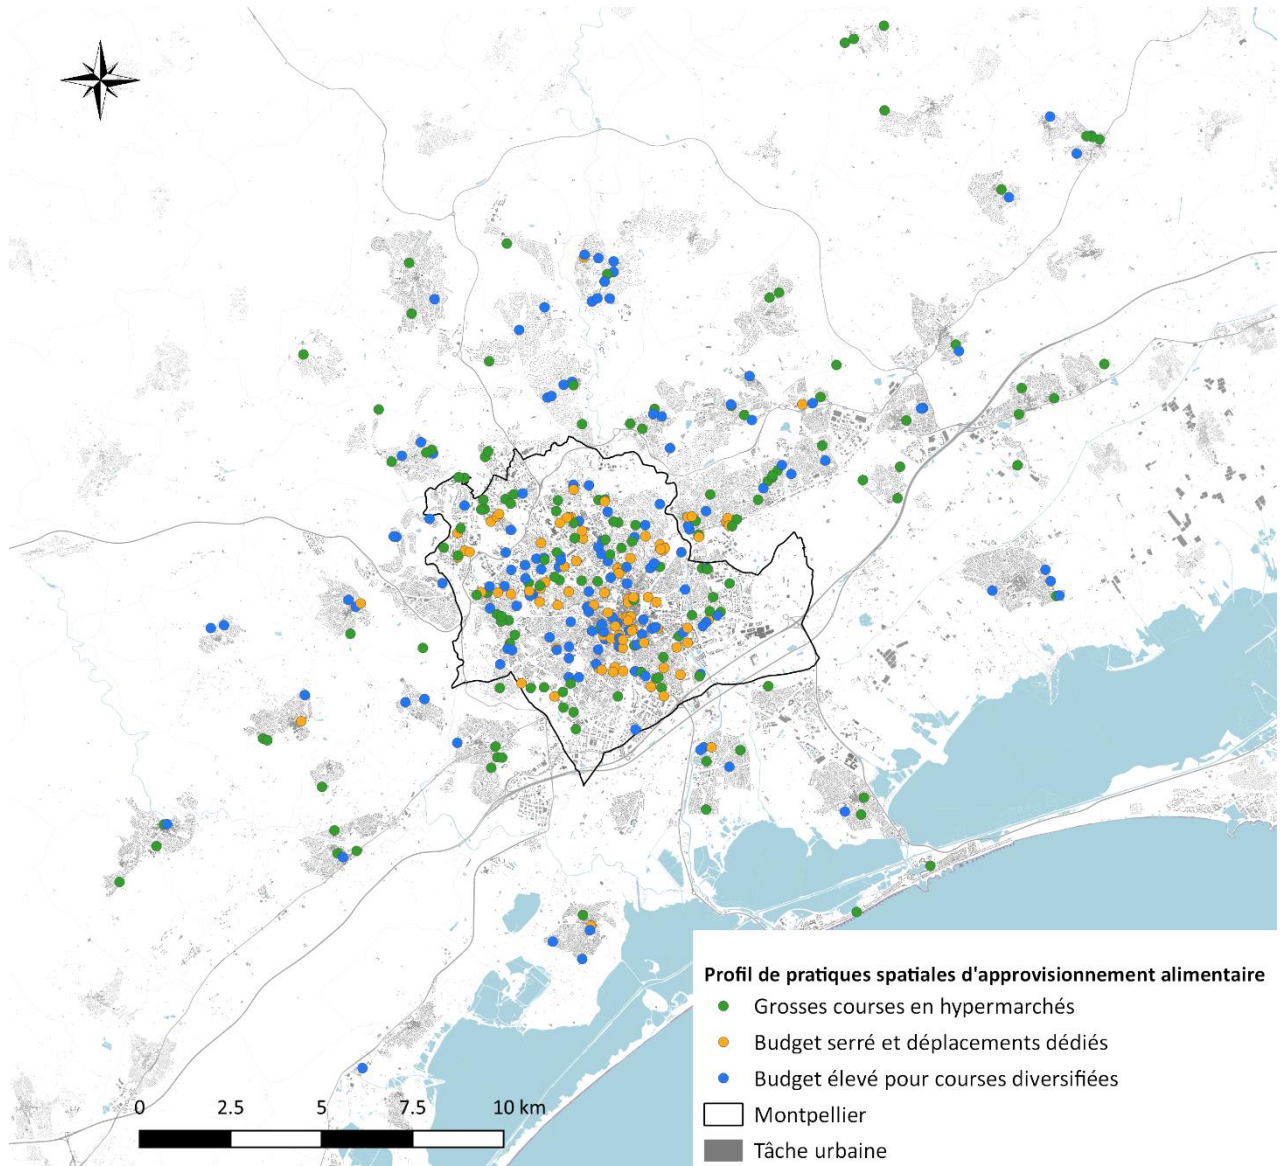 Profil de pratiques spatiales d'approvisionnement alimentaire
Grosses courses en hypermarchés
Budget serré et déplacements dédiés
Budget élevé pour courses diversifiées
Montpellier
Tâche urbaine
0 2.5 5 7.5 10 km